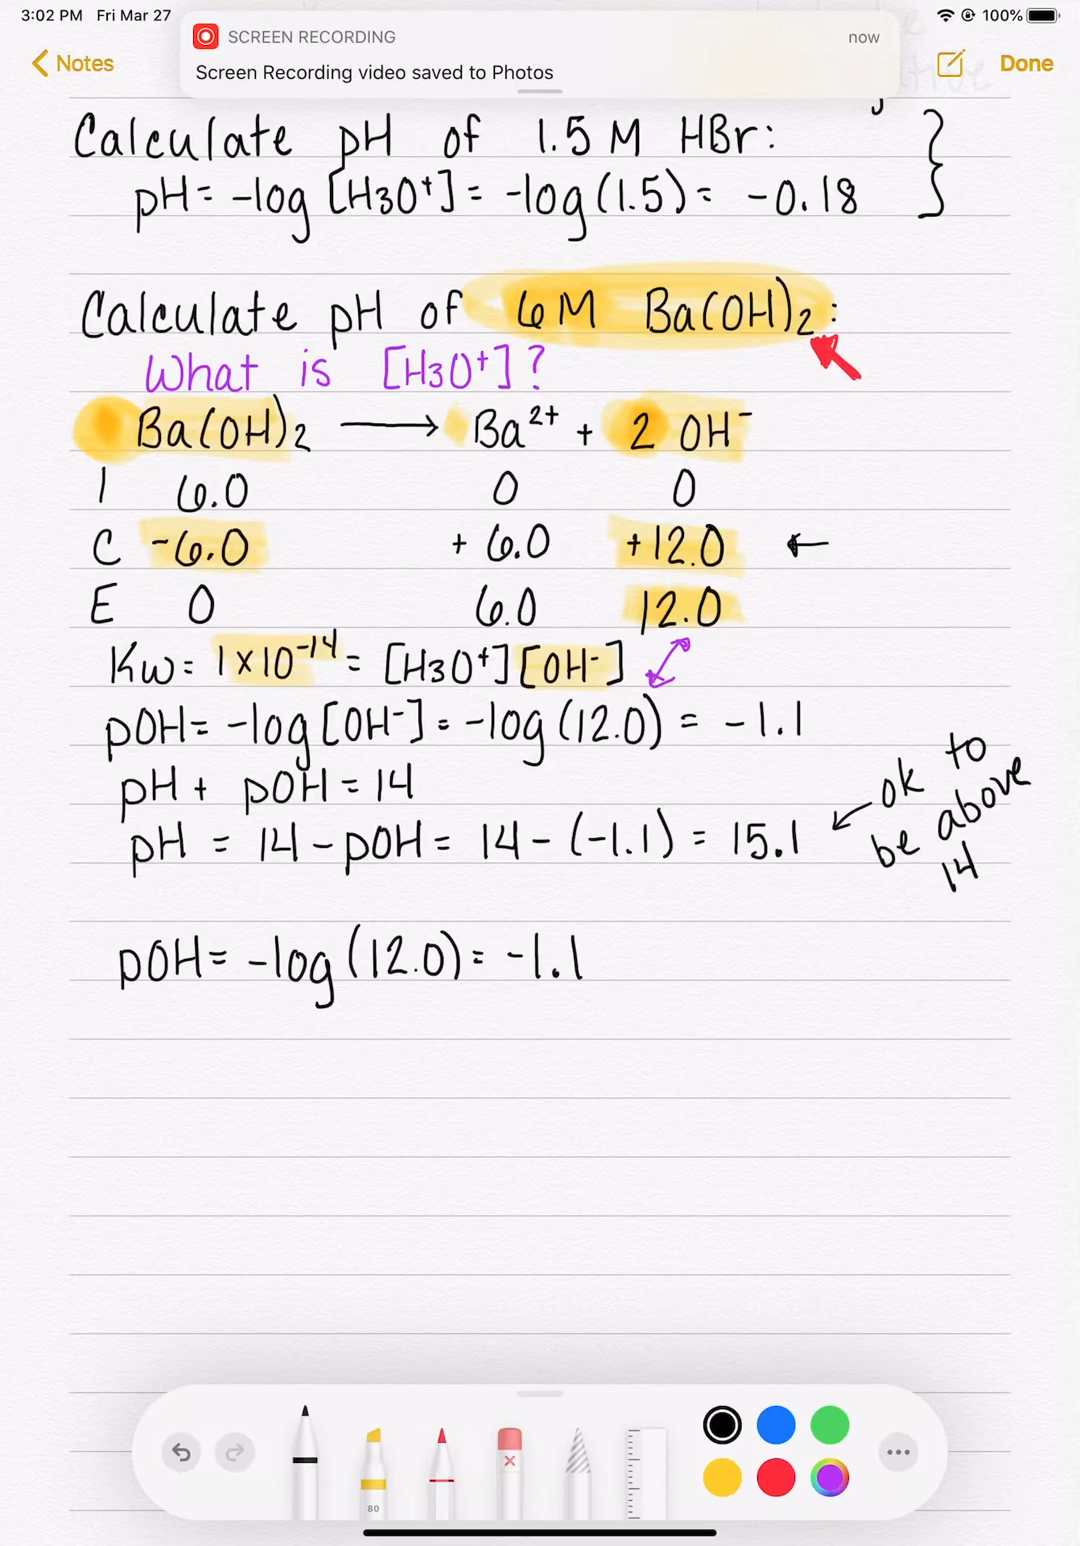 3:02 PM Fri Mar 27
100%
SCREEN RECORDING
now
Screen Recording video saved to Photos
Notes
Done
Calculate pH of 1.5 M HBr:
pH = -log [H3O⁺] = -log (1.5) = -0.18
Calculate pH of 6M Ba(OH)₂:
What is [H3O⁺]?
Ba(OH)₂ → Ba²⁺ + 2 OH⁻
I 6.0 0 0
C -6.0 + 6.0 +12.0 ←
E 0 6.0 12.0
Kw = 1 x 10⁻¹⁴ = [H3O⁺][OH⁻]
pOH = -log [OH⁻] = -log (12.0) = -1.1
pH + pOH = 14
pH = 14 - pOH = 14 - (-1.1) = 15.1
← ok to
be above
14
pOH = -log (12.0) = -1.1
80